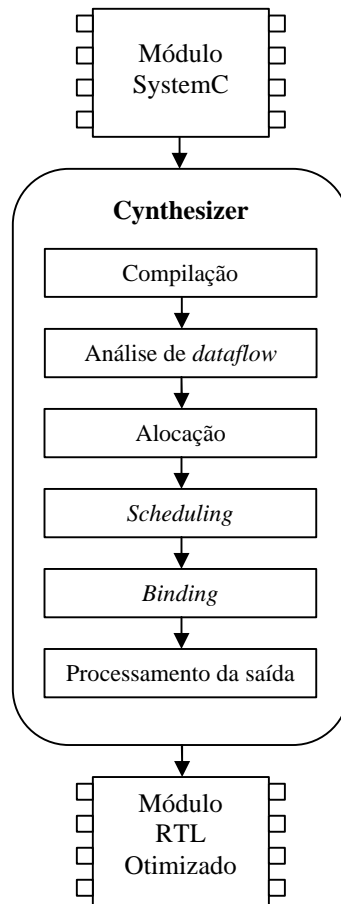 Módulo
SystemC
Cynthesizer
Compilação
Análise de dataflow
Alocação
Scheduling
Binding
Processamento da saída
Módulo
RTL
Otimizado